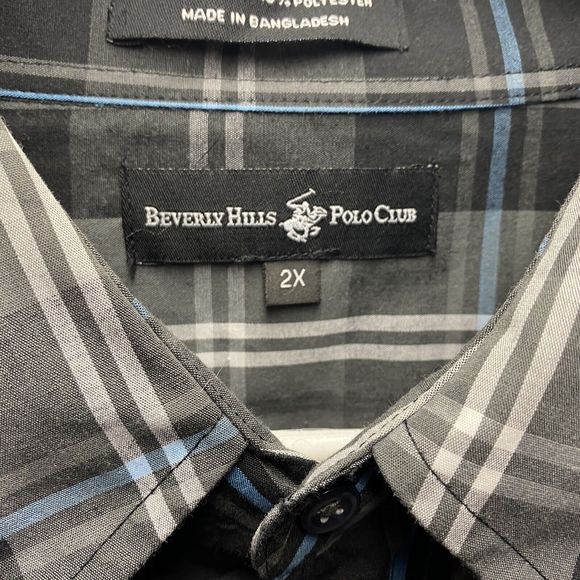 % POLYESTER
MADE IN BANGLADESH
BEVERLY HILLS POLO CLUB
2X